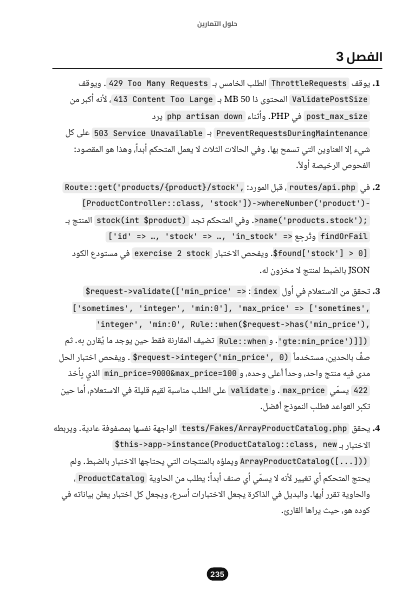 حلول التمارين
الفصل 3
1. يوقف ThrottleRequests الطلب الخامس بـ 429 Too Many Requests. ويوقف
ValidatePostSize المحتوى ذا 50 MB بـ 413 Content Too Large، لأنه أكبر من
post_max_size في PHP. وأثناء php artisan down يرد
PreventRequestsDuringMaintenance بـ 503 Service Unavailable على كل
شيء إلا العناوين التي تسمح بها. وفي الحالات الثلاث لا يعمل المتحكم أبداً، وهذا هو المقصود:
الفحوص الرخيصة أولاً.
2. في routes/api.php، قبل المورد: Route::get('products/{product}/stock',
[ProductController::class, 'stock'])->whereNumber('product')-
>name('products.stock');. وفي المتحكم تجد stock(int $product) المنتج بـ
findOrFail وتُرجع ['id' => …, 'stock' => …, 'in_stock' =>
$found['stock'] > 0]. ويفحص الاختبار exercise 2 stock في مستودع الكود
JSON بالضبط لمنتج لا مخزون له.
3. تحقق من الاستعلام في أول index: $request->validate(['min_price' =>
['sometimes', 'integer', 'min:0'], 'max_price' => ['sometimes',
'integer', 'min:0', Rule::when($request->has('min_price'),
'gte:min_price')]]). و Rule::when تضيف المقارنة فقط حين يوجد ما يُقارن به. ثم
صفِّ بالحدين، مستخدماً $request->integer('min_price', 0). ويفحص اختبار الحل
مدى فيه منتج واحد، وحداً أعلى وحده، و min_price=9000&max_price=100 الذي يأخذ
422 يسمّي max_price. و validate على الطلب مناسبة لقيم قليلة في الاستعلام، أما حين
تكبر القواعد فطلب النموذج أفضل.
4. يحقق tests/Fakes/ArrayProductCatalog.php الواجهة نفسها بمصفوفة عادية. ويربطه
الاختبار بـ $this->app->instance(ProductCatalog::class, new
ArrayProductCatalog([...])) ويملؤه بالمنتجات التي يحتاجها الاختبار بالضبط. ولم
يحتج المتحكم أي تغيير لأنه لا يسمّي أي صنف أبداً: يطلب من الحاوية ProductCatalog،
والحاوية تقرر أيها. والبديل في الذاكرة يجعل الاختبارات أسرع، ويجعل كل اختبار يعلن بياناته في
كوده هو، حيث يراها القارئ.
235